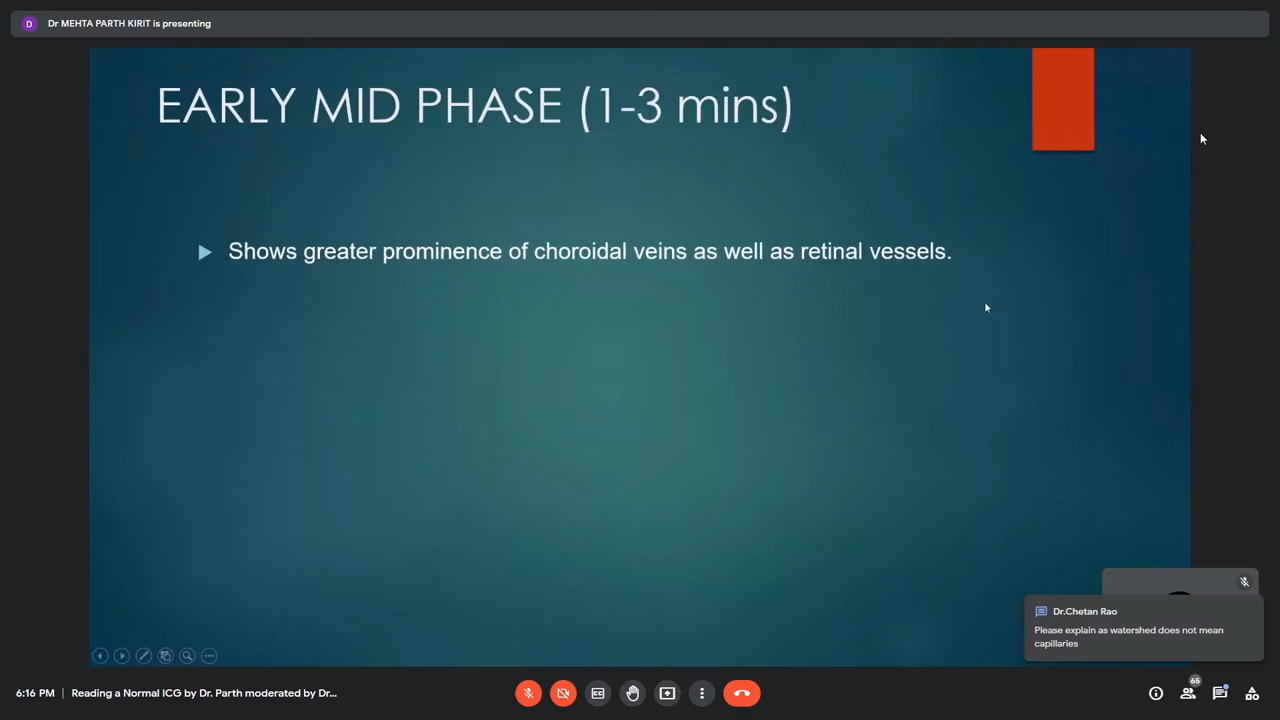 Dr MEHTA PARTH KIRIT is presenting
EARLY MID PHASE (1-3 mins)
Shows greater prominence of choroidal veins as well as retinal vessels.
Dr.Chetan Rao
Please explain as watershed does not mean
capillaries
6:16 PM | Reading a Normal ICG by Dr. Parth moderated by Dr...
65
D